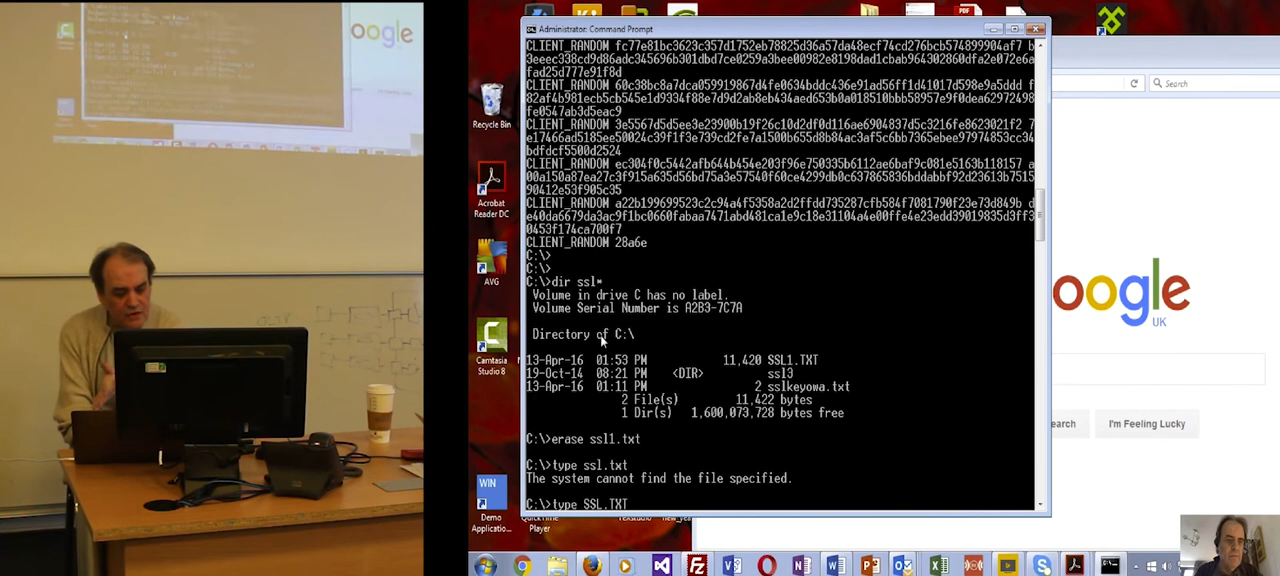 oogle
Recycle Bin
Acrobat
Reader DC
AVG
Camtasia
Studio 8
WIN
Demo
Application...
QuickTime
Player
PDF
Administrator: Command Prompt
CLIENT_RANDOM fc77e81bc3623c357d1752eb78825d36a57da48ecf74cd276bcb574899904af7 b
3eeec338cd9d86adc345696b301dbd7ce0259a3bee00982e8198dad1cbab964302860dfa2e072e6a
fad25d777e91f8d
CLIENT_RANDOM 60c38bc8a7dca059919867d4fe0634bddc436e91ad56ff1d41017d598e9a5ddd f
82af4b981ecb5cb545e1d9334f88e7d9d2ab8eb434aed653b0a018510bbb58957e9f0dea62972498
fe0547ab3d5eac9
CLIENT_RANDOM 3e5567d5d5ee3e23900b19f26c10d2df0d116ae6904837d5c3216fe8623021f2 7
e17466ad5185ee50024c39f1f3e739cd2fe7a1500b655d8b84ac3af5c6bb7365ebee97974853cc34
bdfdcf5500d2524
CLIENT_RANDOM ec304f0c5442afb644b454e203f96e750335b6112ae6baf9c081e5163b118157 a
00a150a87ea27c3f915a635d56bd75a3e57540f60ce4299db0c637865836bddabbf92d23613b7515
90412e53f905c35
CLIENT_RANDOM a22b199699523c2c94a4f5358a2d2ffdd735287cfb584f7081790f23e73d849b d
e40da6679da3ac9f1bc0660fabaa7471abd481ca1e9c18e31104a4e00ffe4e23edd39019835d3ff3
0453f174ca700f7
CLIENT_RANDOM 28a6e
C:\>
C:\>
C:\>dir ssl*
Volume in drive C has no label.
Volume Serial Number is A2B3-7C7A
Directory of C:\
13-Apr-16 01:53 PM 11,420 SSL1.TXT
19-Oct-14 08:21 PM <DIR> ssl3
13-Apr-16 01:11 PM 2 sslkeyowa.txt
2 File(s) 11,422 bytes
1 Dir(s) 1,600,073,728 bytes free
C:\>erase ssl1.txt
C:\>type ssl.txt
The system cannot find the file specified.
C:\>type SSL.TXT
Search
oogle
UK
earch
I'm Feeling Lucky